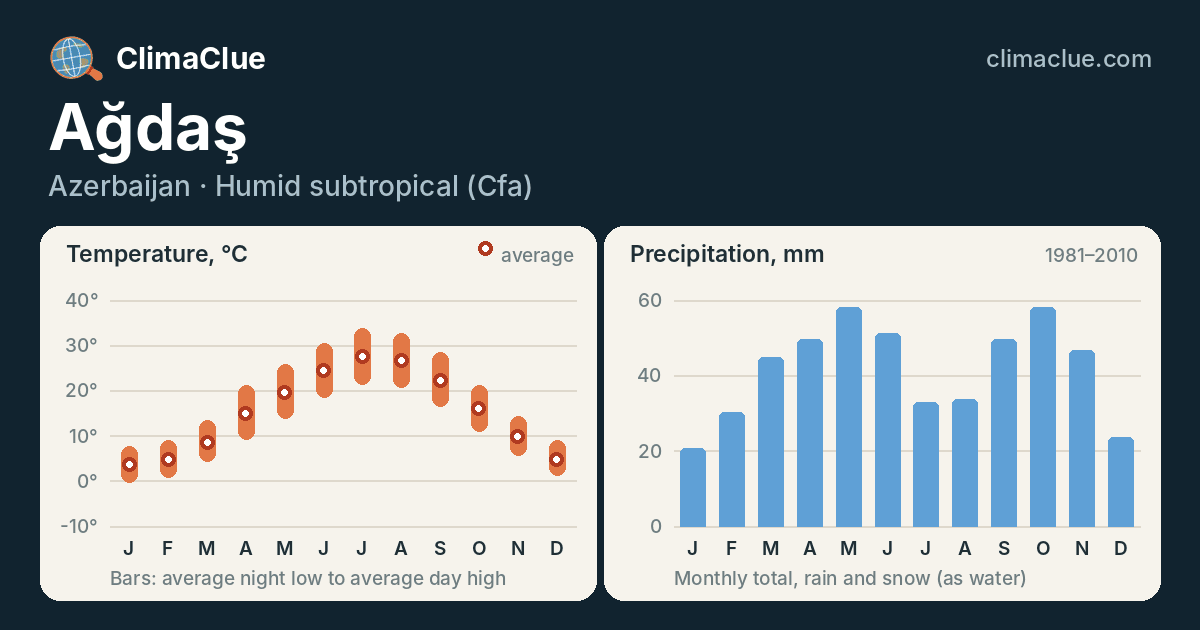 ClimaClue
climaclue.com
Ağdaş
Azerbaijan · Humid subtropical (Cfa)
Temperature, °C
average
40°
30°
20°
10°
0°
-10°
J F M A M J J A S O N D
Bars: average night low to average day high
Precipitation, mm
1981–2010
60
40
20
0
J F M A M J J A S O N D
Monthly total, rain and snow (as water)